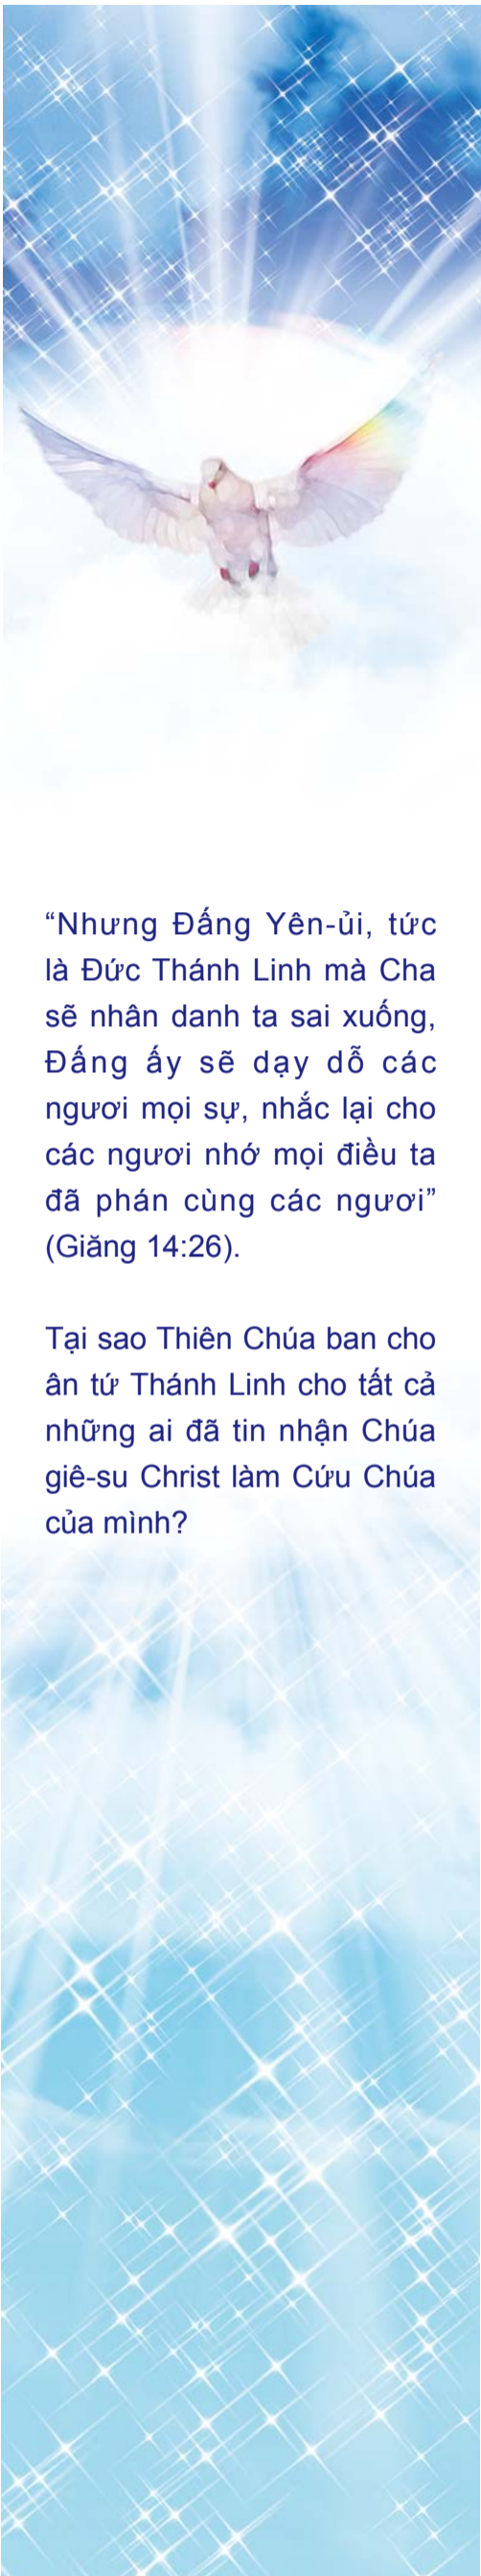 “Nhưng Đấng Yên-ủi, tức
là Đức Thánh Linh mà Cha
sẽ nhân danh ta sai xuống,
Đấng ấy sẽ dạy dỗ các
ngươi mọi sự, nhắc lại cho
các ngươi nhớ mọi điều ta
đã phán cùng các ngươi”
(Giăng 14:26).
Tại sao Thiên Chúa ban cho
ân tứ Thánh Linh cho tất cả
những ai đã tin nhận Chúa
giê-su Christ làm Cứu Chúa
của mình?